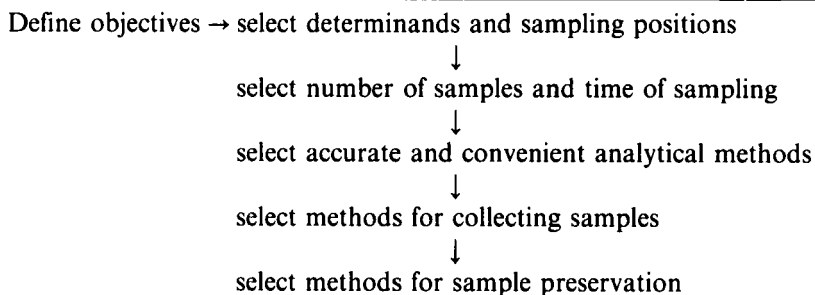 Define objectives → select determinands and sampling positions
↓
select number of samples and time of sampling
↓
select accurate and convenient analytical methods
↓
select methods for collecting samples
↓
select methods for sample preservation